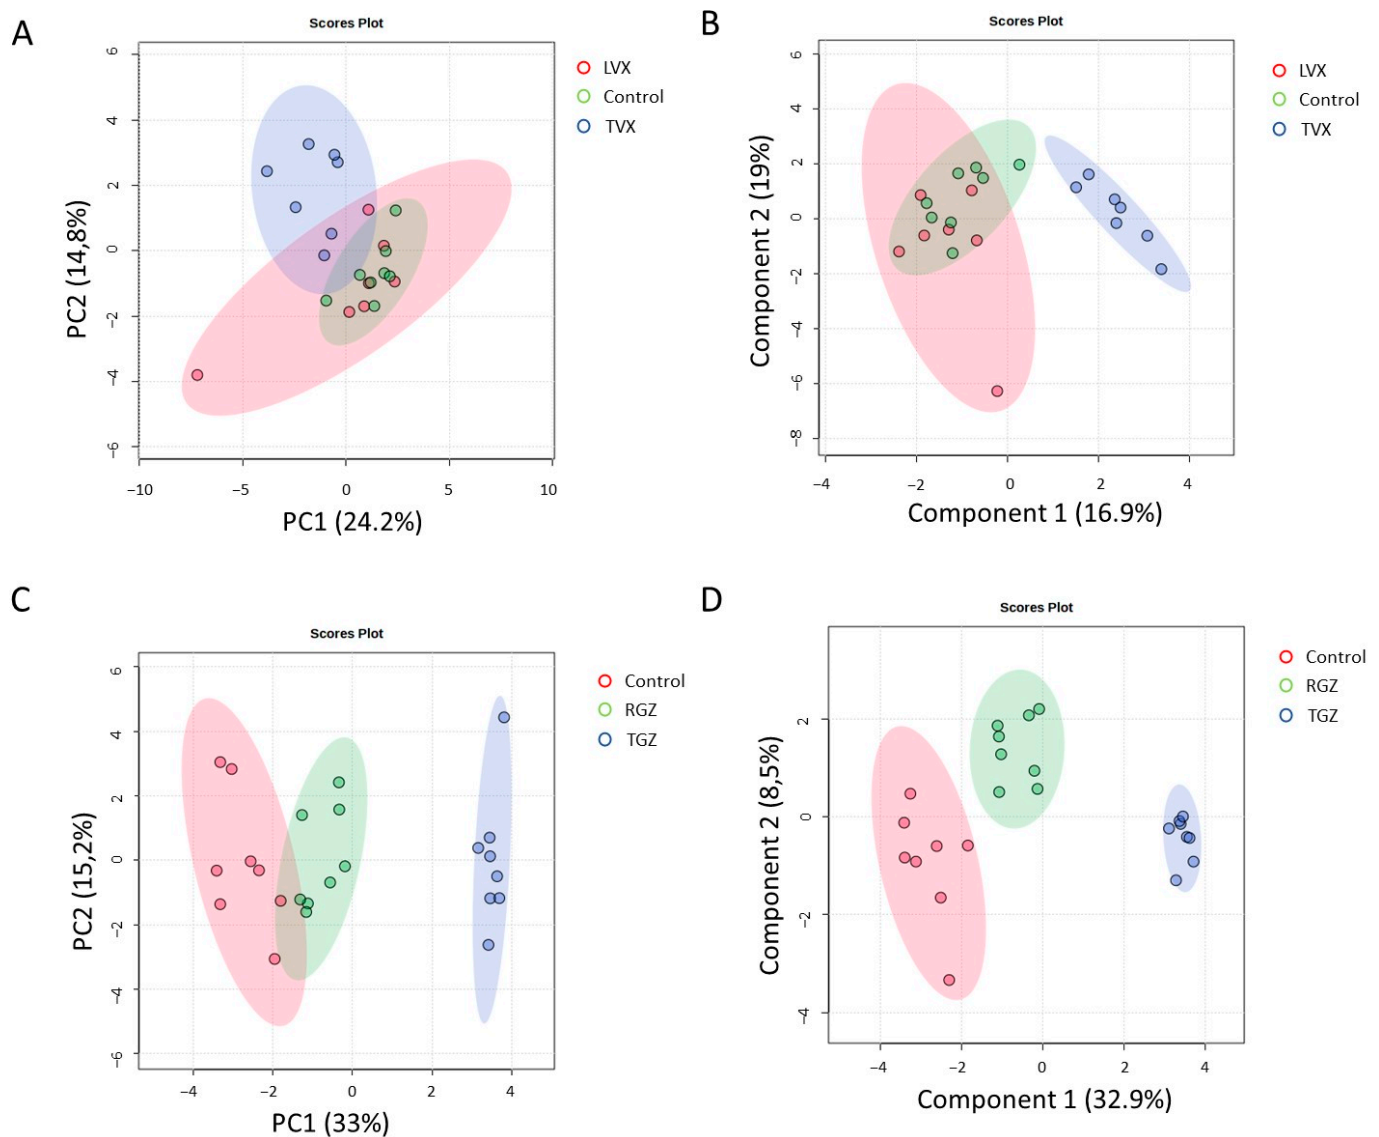 A
Scores Plot
6
4
2
0
−2
−4
−6
−10
−5
0
5
10
PC2 (14,8%)
PC1 (24.2%)
LVX
Control
TVX
B
Scores Plot
6
4
2
0
−2
−4
−6
−8
−4
−2
0
2
4
Component 2 (19%)
Component 1 (16.9%)
LVX
Control
TVX
C
Scores Plot
6
4
2
0
−2
−4
−6
−4
−2
0
2
4
PC2 (15,2%)
PC1 (33%)
Control
RGZ
TGZ
D
Scores Plot
2
0
−2
−4
−4
−2
0
2
4
Component 2 (8,5%)
Component 1 (32.9%)
Control
RGZ
TGZ